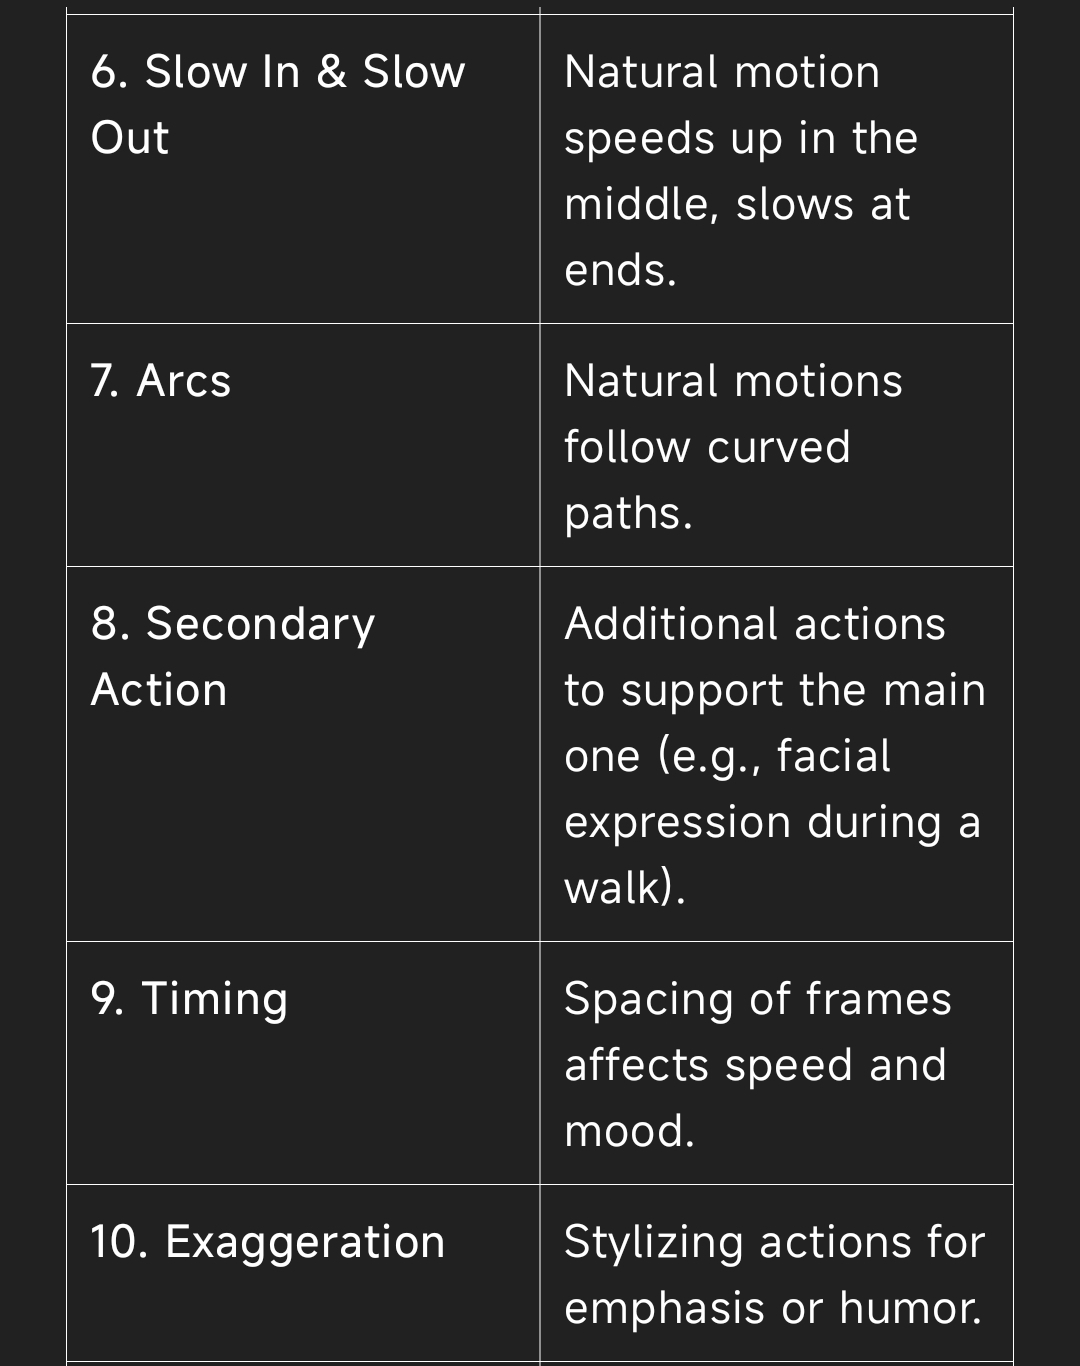 6. Slow In & Slow
Out
Natural motion
speeds up in the
middle, slows at
ends.
7. Arcs
Natural motions
follow curved
paths.
8. Secondary
Action
Additional actions
to support the main
one (e.g., facial
expression during a
walk).
9. Timing
Spacing of frames
affects speed and
mood.
10. Exaggeration
Stylizing actions for
emphasis or humor.